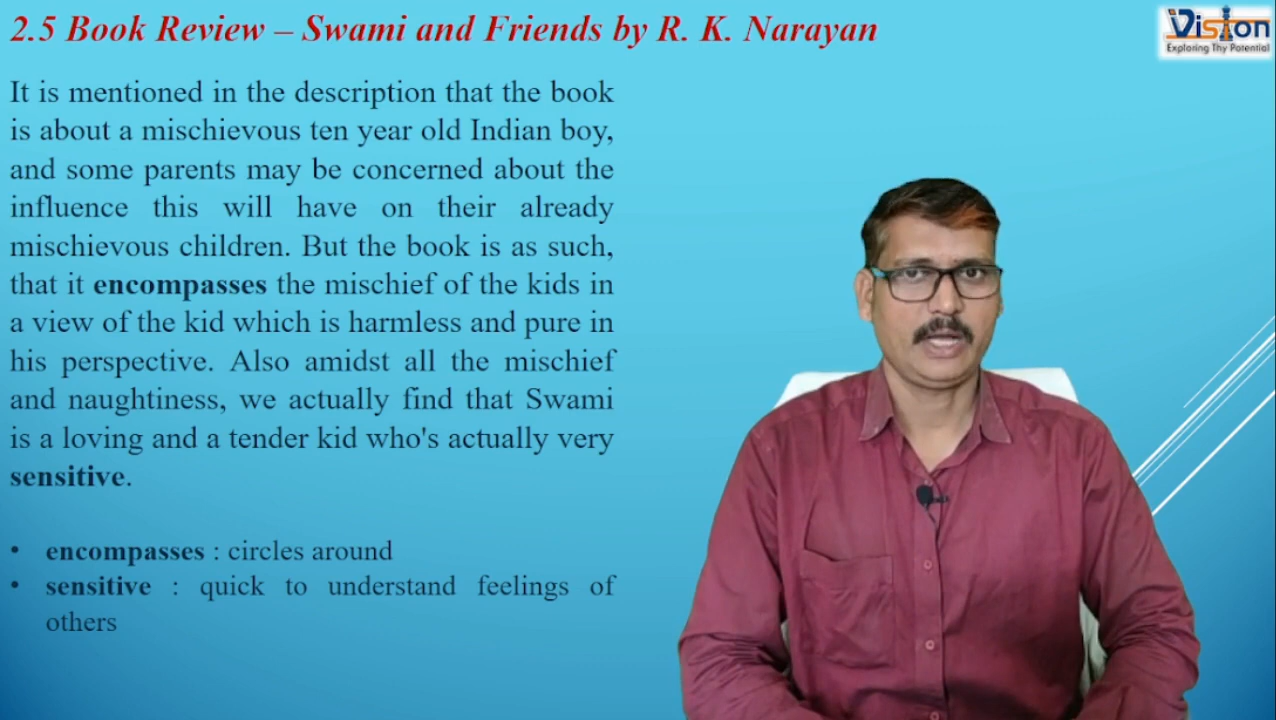 2.5 Book Review – Swami and Friends by R. K. Narayan
Vision
Exploring Thy Potential
It is mentioned in the description that the book
is about a mischievous ten year old Indian boy,
and some parents may be concerned about the
influence this will have on their already
mischievous children. But the book is as such,
that it encompasses the mischief of the kids in
a view of the kid which is harmless and pure in
his perspective. Also amidst all the mischief
and naughtiness, we actually find that Swami
is a loving and a tender kid who's actually very
sensitive.
• encompasses : circles around
• sensitive : quick to understand feelings of
others